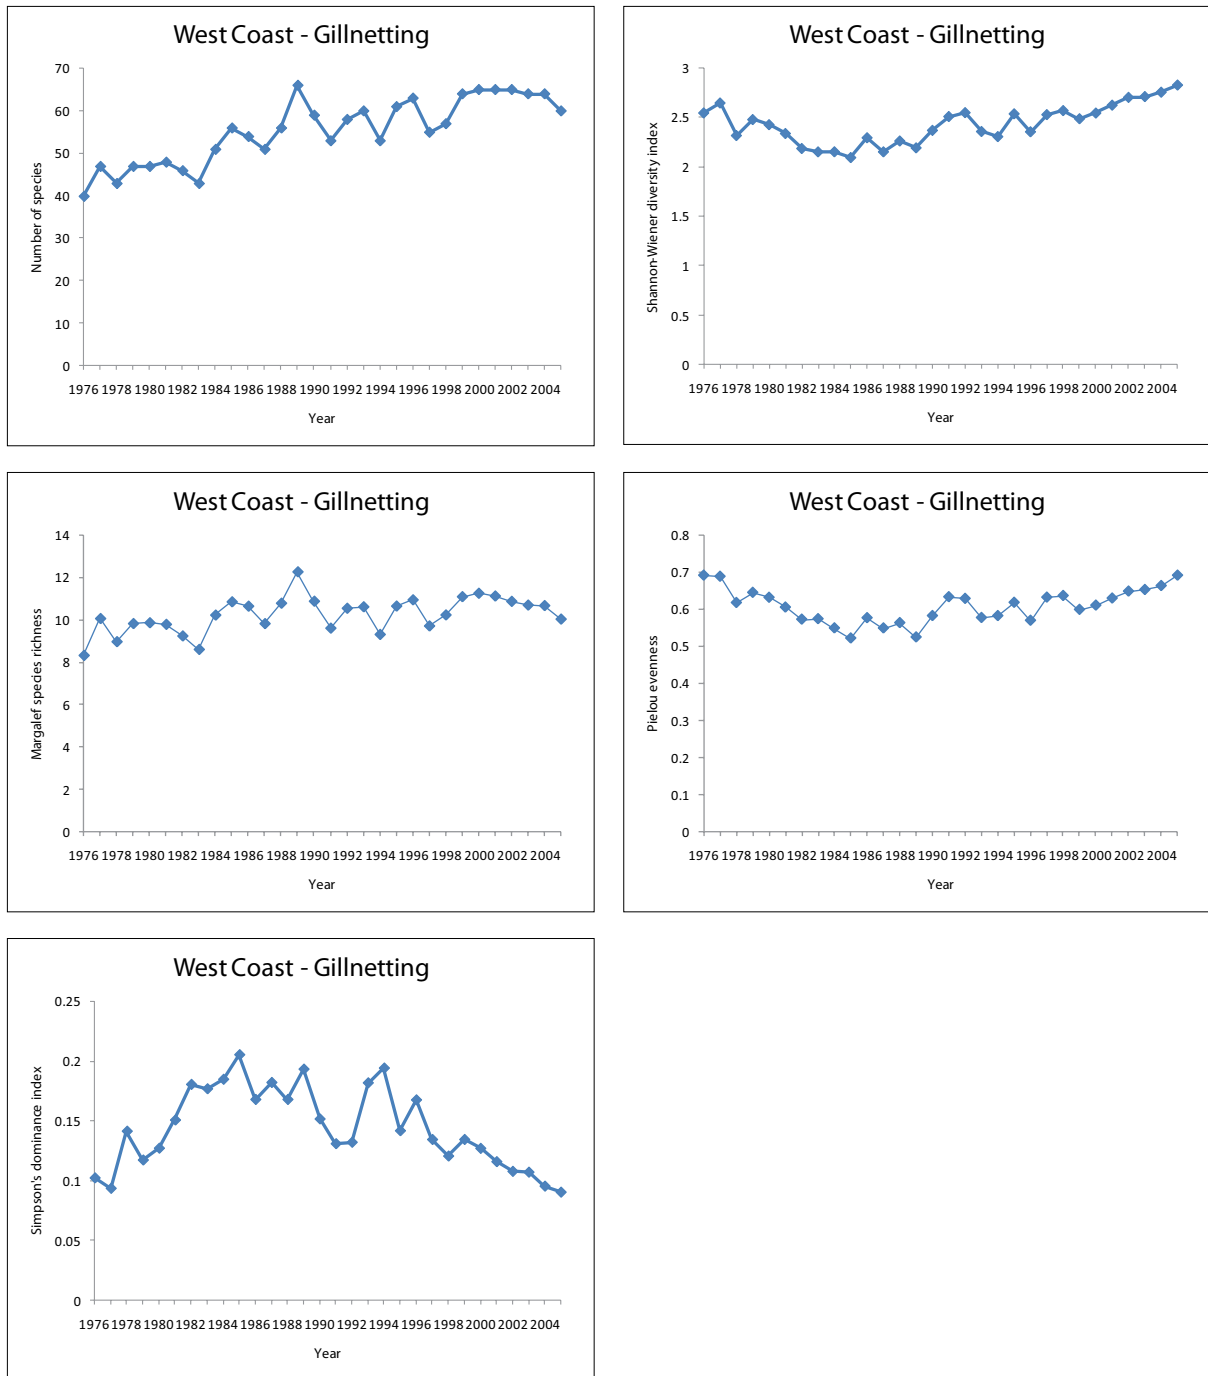 West Coast - Gillnetting
70
60
50
40
30
20
10
0
Number of species
1976 1978 1980 1982 1984 1986 1988 1990 1992 1994 1996 1998 2000 2002 2004
Year
West Coast - Gillnetting
3
2.5
2
1.5
1
0.5
0
Shannon-Wiener diversity index
1976 1978 1980 1982 1984 1986 1988 1990 1992 1994 1996 1998 2000 2002 2004
Year
West Coast - Gillnetting
14
12
10
8
6
4
2
0
Margalef species richness
1976 1978 1980 1982 1984 1986 1988 1990 1992 1994 1996 1998 2000 2002 2004
Year
West Coast - Gillnetting
0.8
0.7
0.6
0.5
0.4
0.3
0.2
0.1
0
Pielou evenness
1976 1978 1980 1982 1984 1986 1988 1990 1992 1994 1996 1998 2000 2002 2004
Year
West Coast - Gillnetting
0.25
0.2
0.15
0.1
0.05
0
Simpson's dominance index
1976 1978 1980 1982 1984 1986 1988 1990 1992 1994 1996 1998 2000 2002 2004
Year